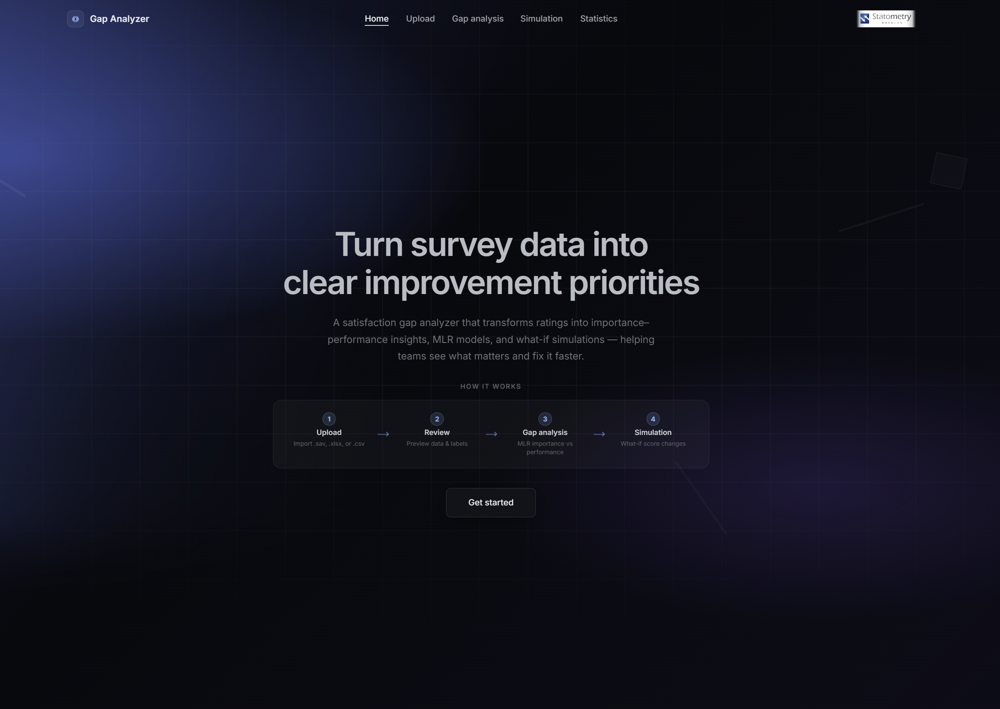 Gap Analyzer
Home Upload Gap analysis Simulation Statistics
Statometry
DATALAB
Turn survey data into
clear improvement priorities
A satisfaction gap analyzer that transforms ratings into importance–
performance insights, MLR models, and what-if simulations — helping
teams see what matters and fix it faster.
HOW IT WORKS
1
Upload
Import .sav, .xlsx, or .csv
2
Review
Preview data & labels
3
Gap analysis
MLR importance vs
performance
4
Simulation
What-if score changes
Get started